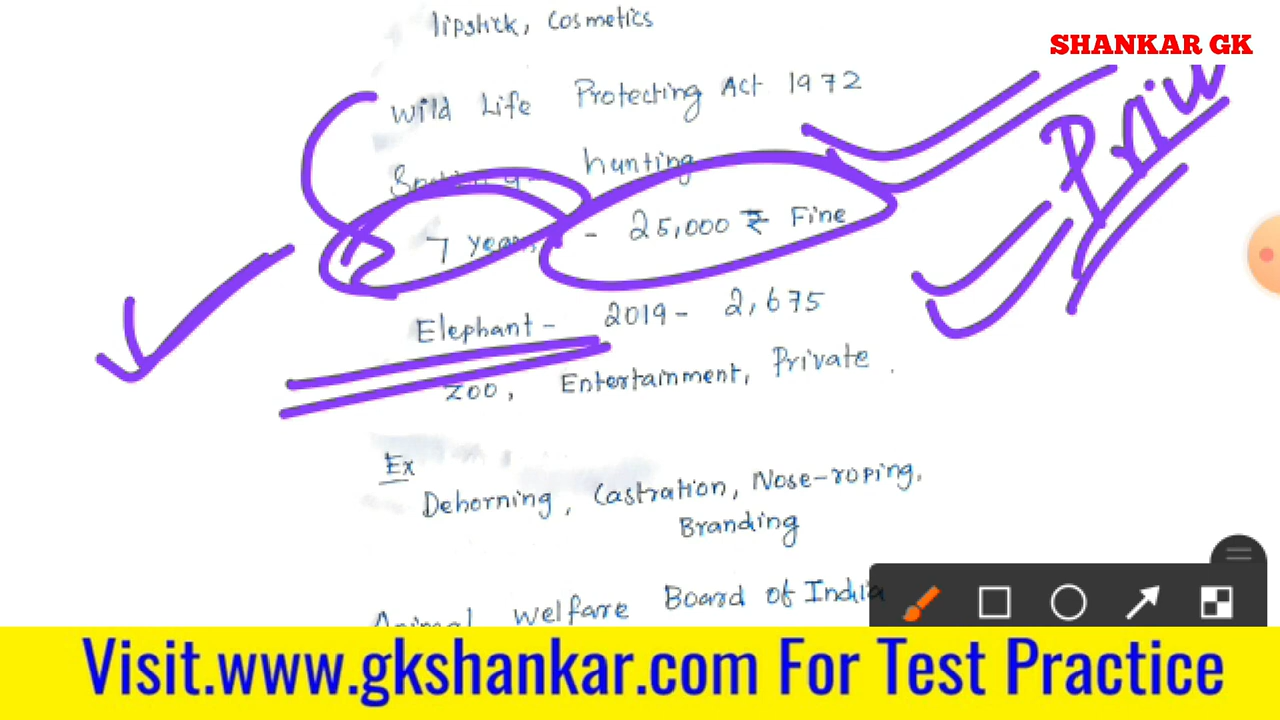 lipstick, Cosmetics
SHANKAR GK
Wild Life Protecting Act 1972
hunting
7 years - 25,000 ₹ Fine
Elephant - 2019 - 2,675
Zoo, Entertainment, Private.
Ex
Dehorning, Castration, Nose-roping,
Branding
Animal Welfare Board of India
Visit.www.gkshankar.com For Test Practice